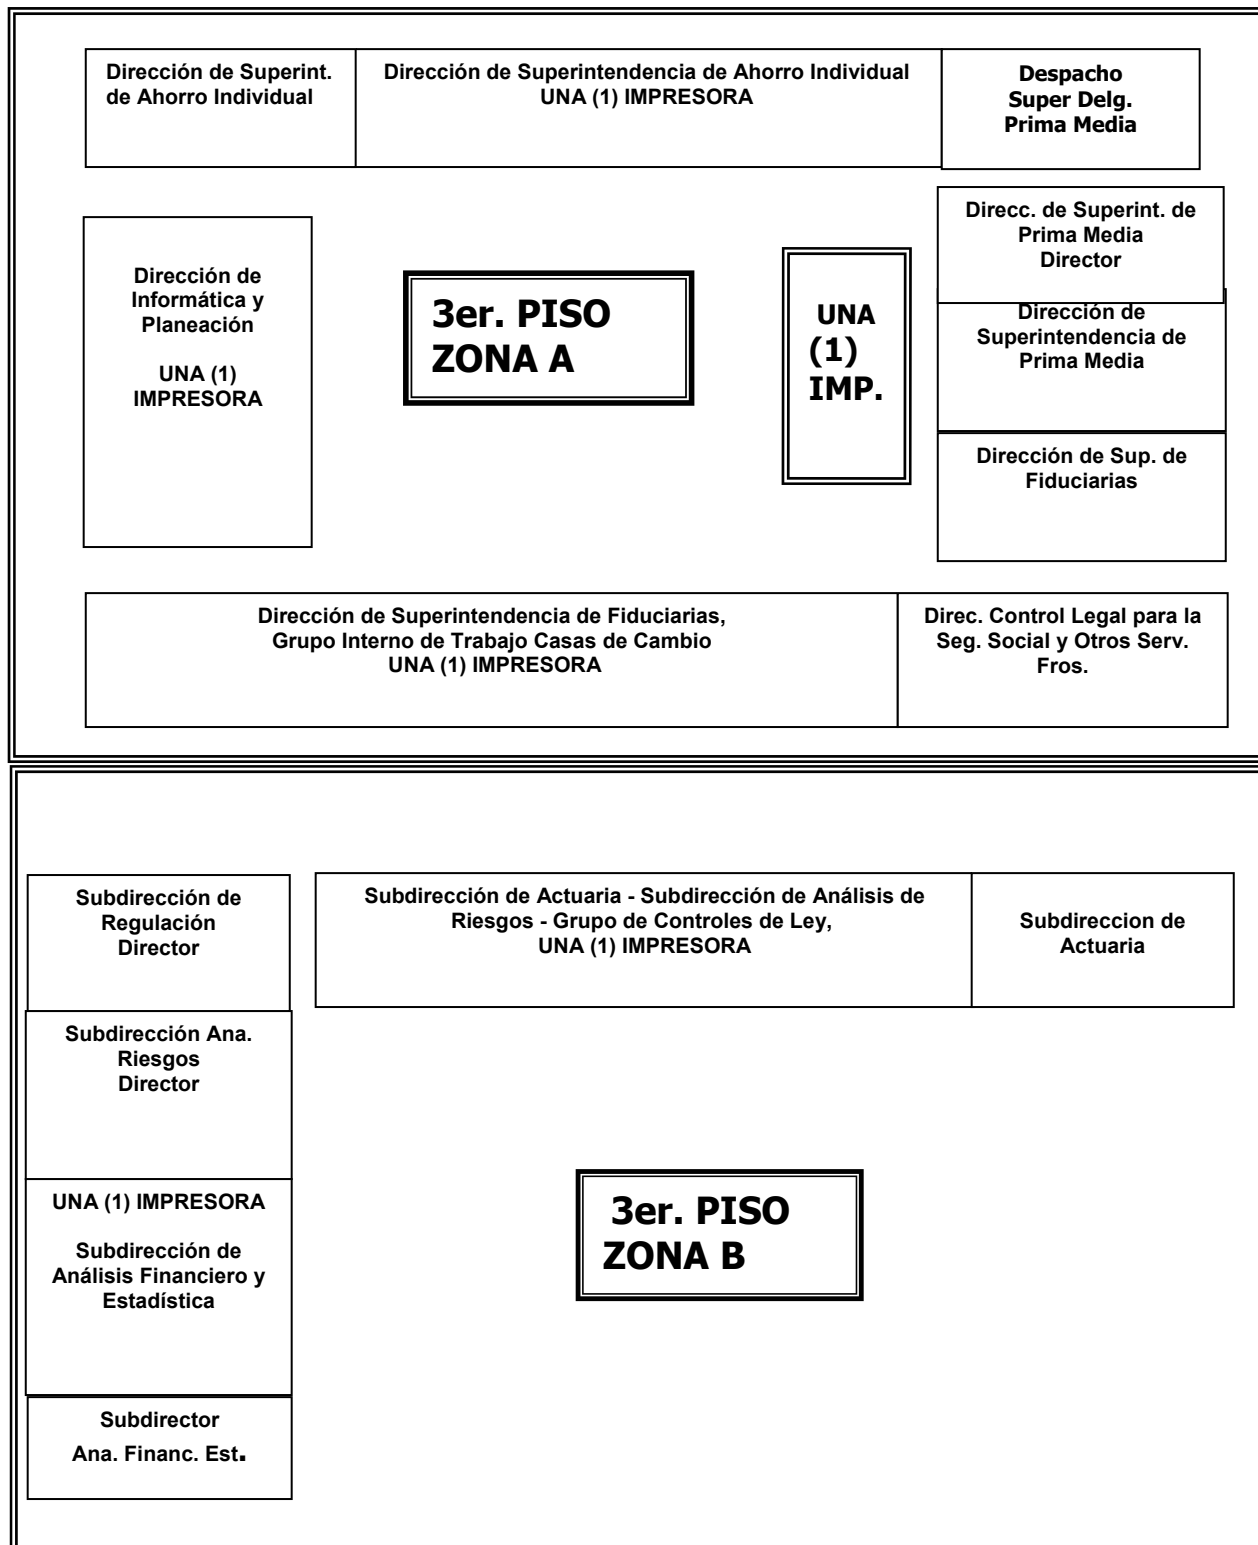 Dirección de Superint.
de Ahorro Individual
Dirección de Superintendencia de Ahorro Individual
UNA (1) IMPRESORA
Despacho
Super Delg.
Prima Media
Direcc. de Superint. de
Prima Media
Director
Dirección de
Informática y
Planeación
UNA (1)
IMPRESORA
3er. PISO
ZONA A
UNA
(1)
IMP.
Dirección de
Superintendencia de
Prima Media
Dirección de Sup. de
Fiduciarias
Dirección de Superintendencia de Fiduciarias,
Grupo Interno de Trabajo Casas de Cambio
UNA (1) IMPRESORA
Direc. Control Legal para la
Seg. Social y Otros Serv.
Fros.
Subdirección de
Regulación
Director
Subdirección de Actuaria - Subdirección de Análisis de
Riesgos - Grupo de Controles de Ley,
UNA (1) IMPRESORA
Subdireccion de
Actuaria
Subdirección Ana.
Riesgos
Director
UNA (1) IMPRESORA
Subdirección de
Análisis Financiero y
Estadística
3er. PISO
ZONA B
Subdirector
Ana. Financ. Est.